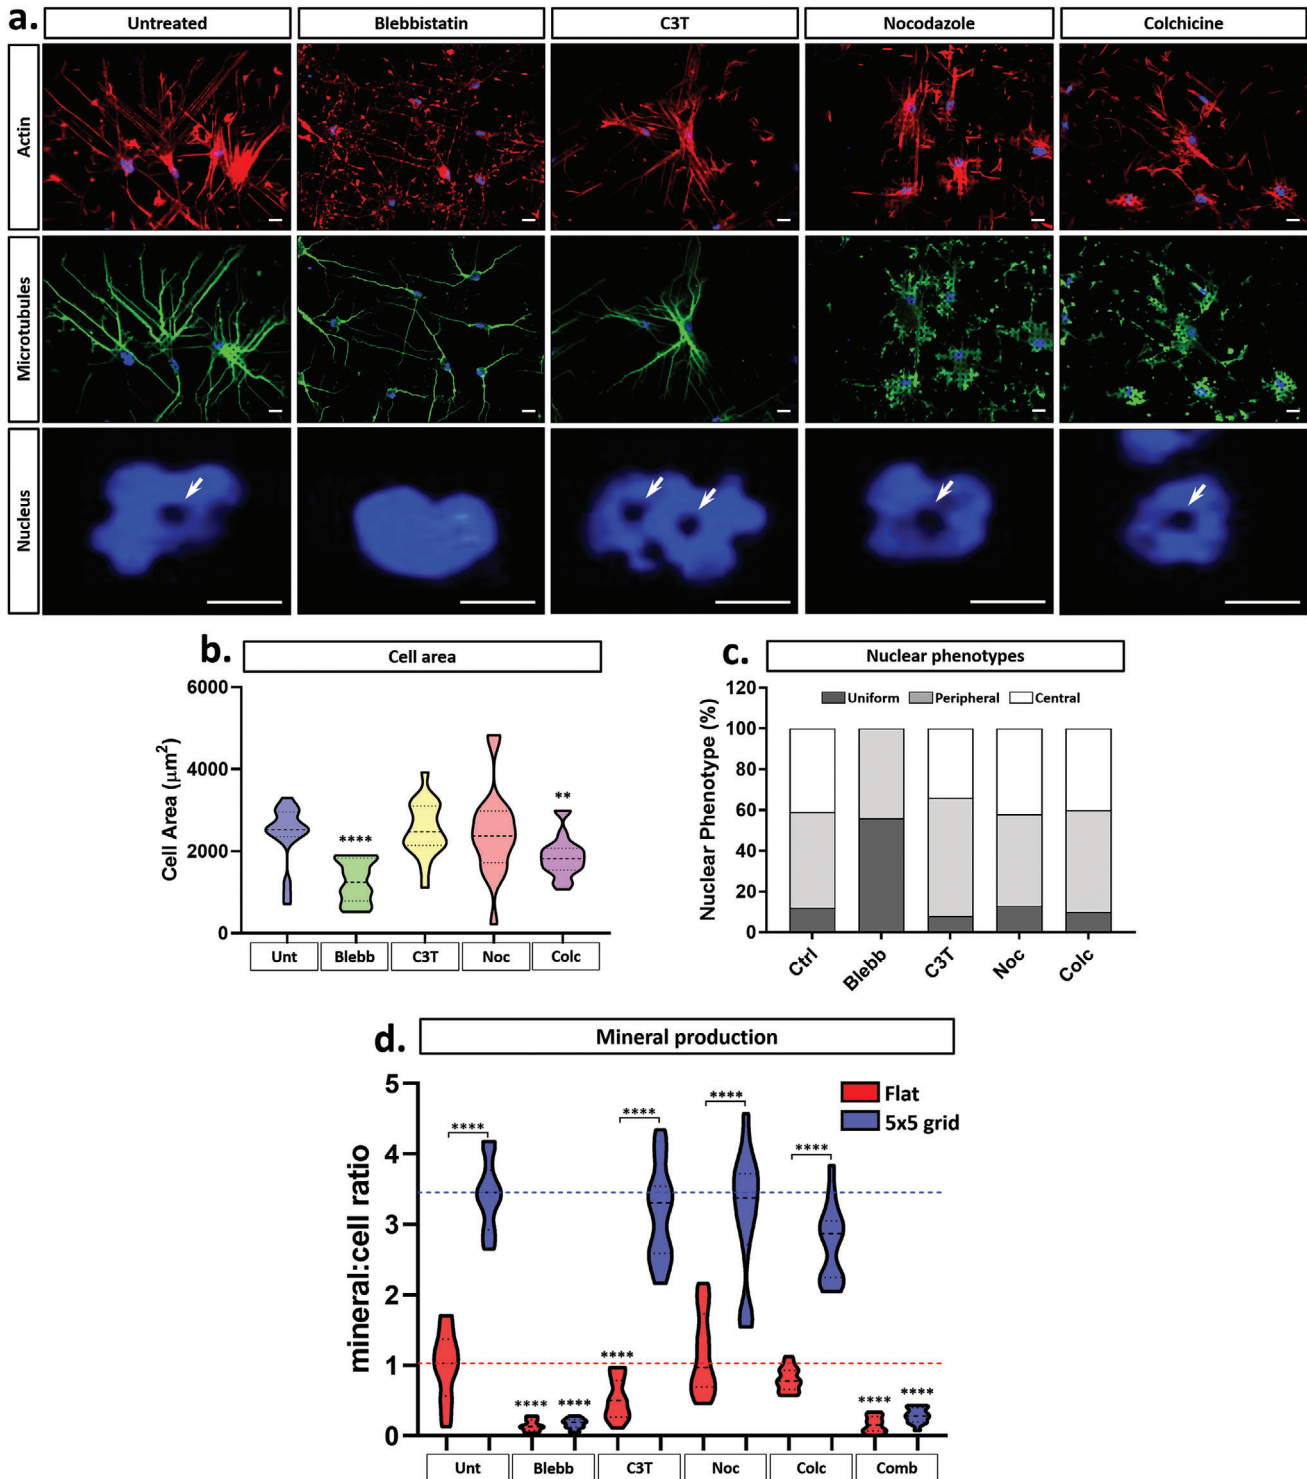 a.
Untreated
Blebbistatin
C3T
Nocodazole
Colchicine
Actin
Microtubules
Nucleus
b.
Cell area
Cell Area (μm²)
6000
4000
2000
0
****
**
Unt
Blebb
C3T
Noc
Colc
c.
Nuclear phenotypes
Nuclear Phenotype (%)
120
100
80
60
40
20
0
Uniform
Peripheral
Central
Ctrl
Blebb
C3T
Noc
Colc
d.
Mineral production
mineral:cell ratio
5
4
3
2
1
0
Flat
5x5 grid
****
****
****
****
****
****
****
****
****
Unt
Blebb
C3T
Noc
Colc
Comb